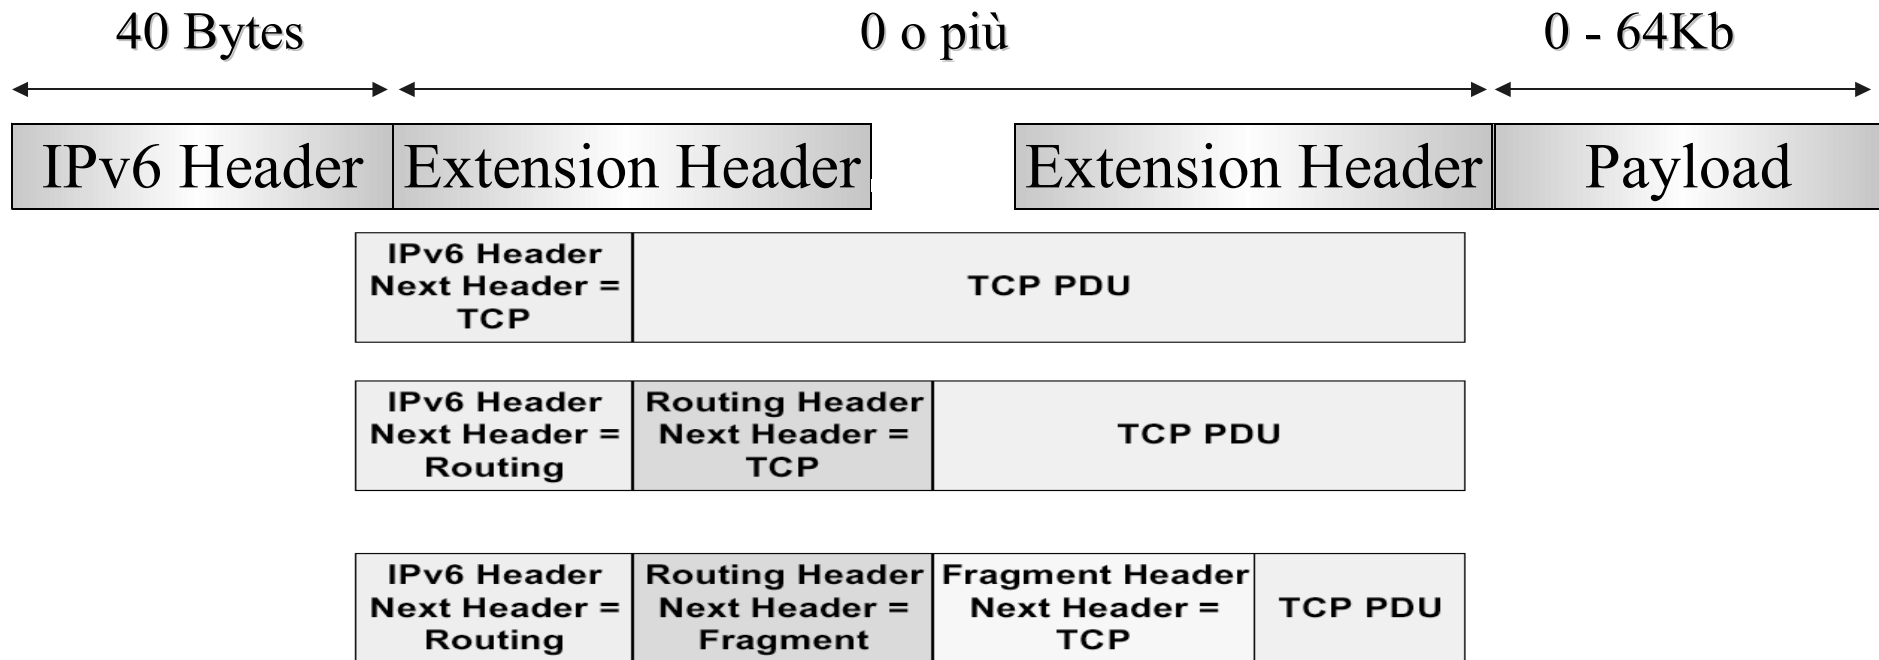 40 Bytes 0 o più 0 - 64Kb
IPv6 Header Extension Header Extension Header Payload
IPv6 Header
Next Header =
TCP
TCP PDU
IPv6 Header
Next Header =
Routing
Routing Header
Next Header =
TCP
TCP PDU
IPv6 Header
Next Header =
Routing
Routing Header
Next Header =
Fragment
Fragment Header
Next Header =
TCP
TCP PDU